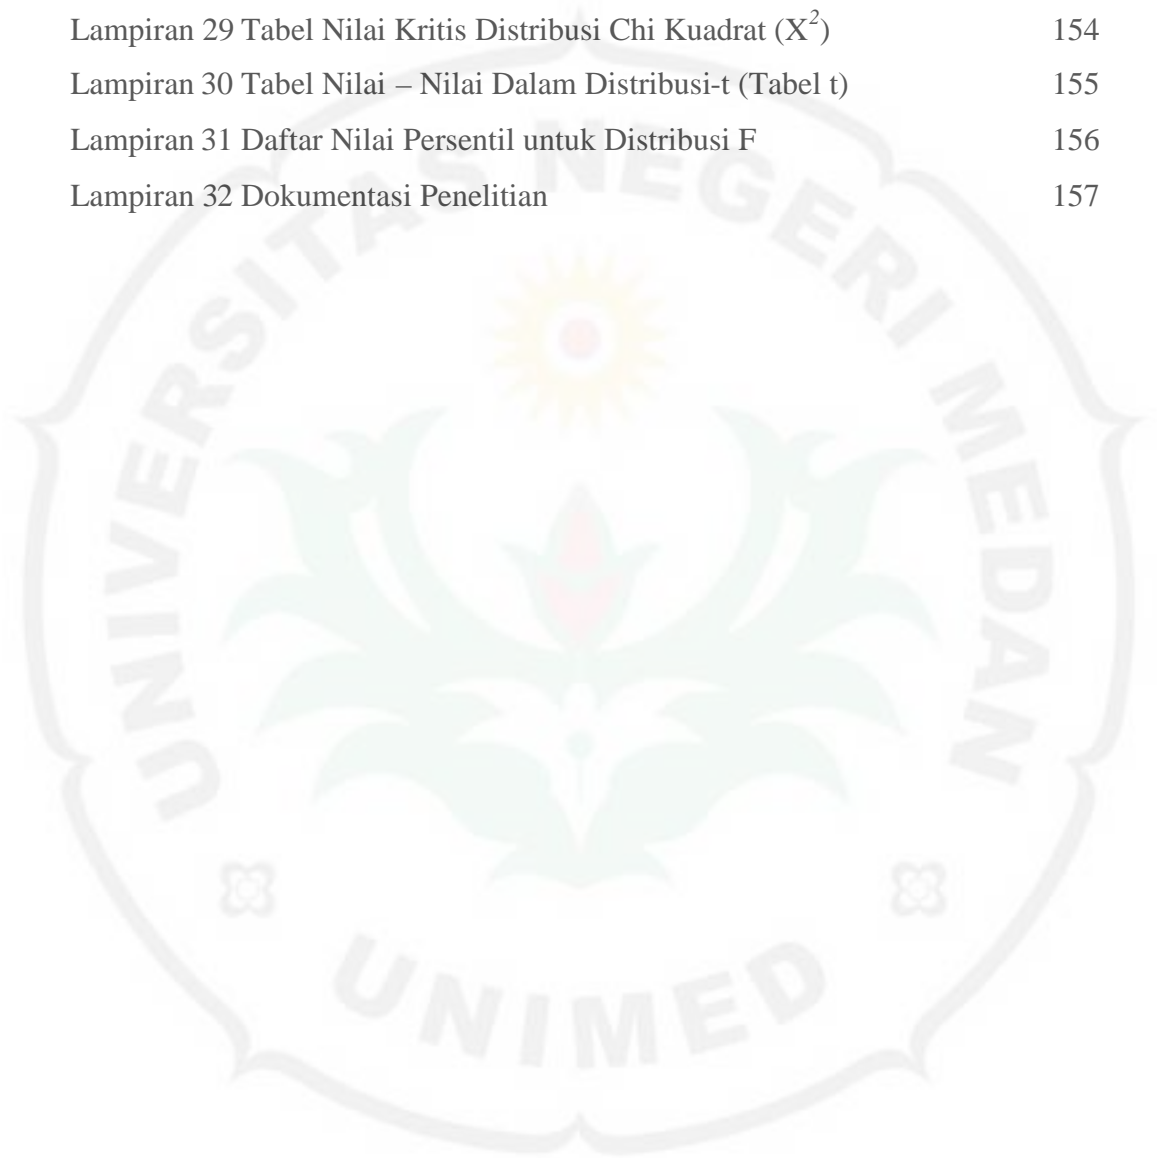 Lampiran 29 Tabel Nilai Kritis Distribusi Chi Kuadrat (X²) 154
Lampiran 30 Tabel Nilai – Nilai Dalam Distribusi-t (Tabel t) 155
Lampiran 31 Daftar Nilai Persentil untuk Distribusi F 156
Lampiran 32 Dokumentasi Penelitian 157
UNIVERSITAS NEGERI MEDAN
UNIMED